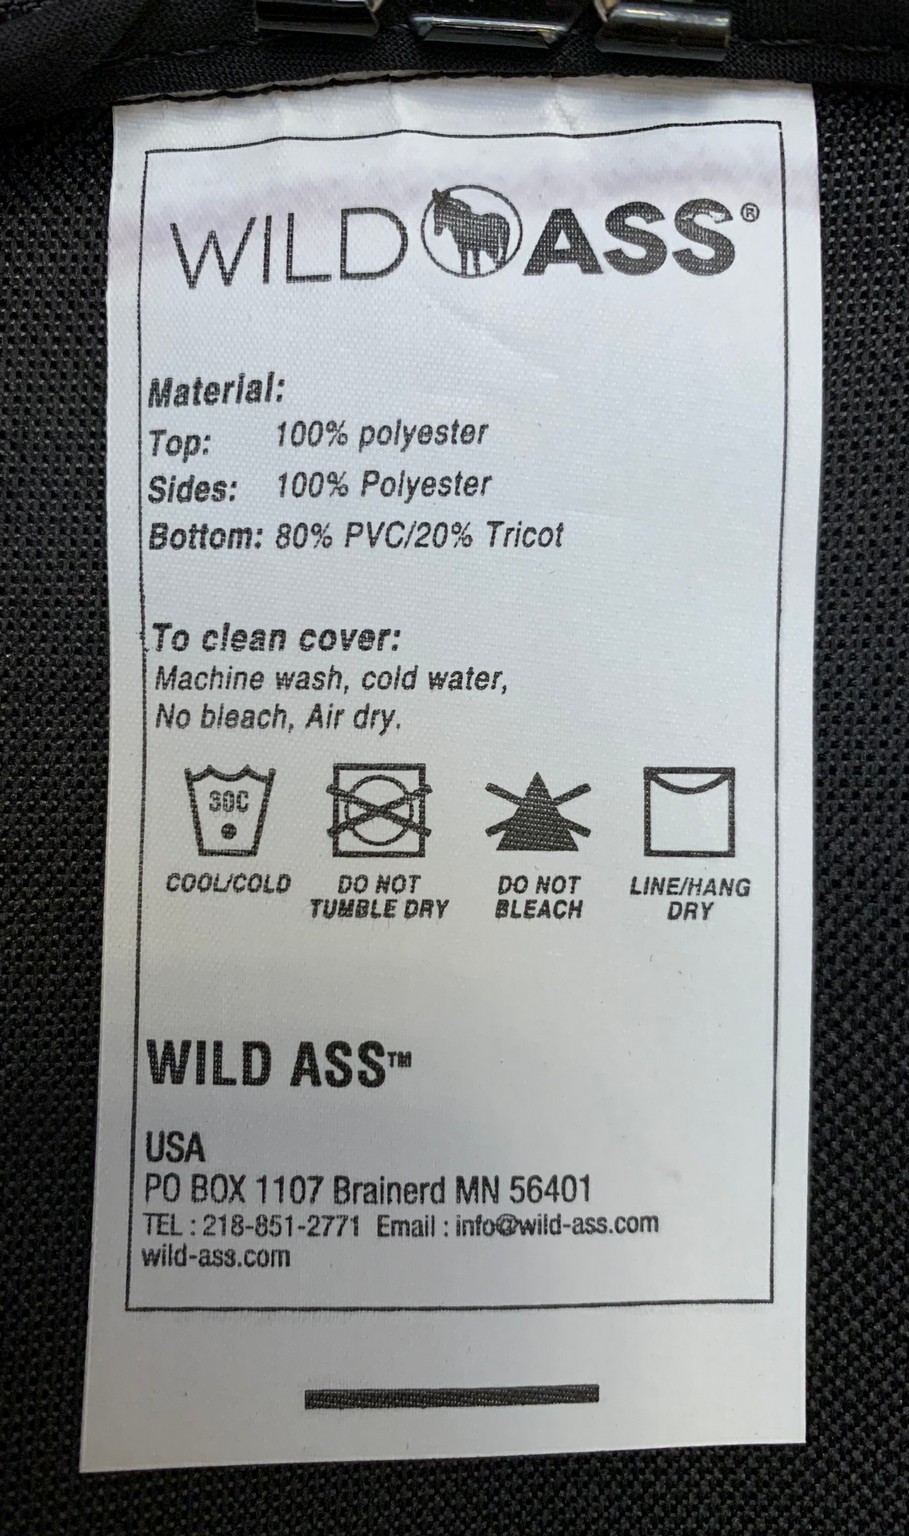 WILD ASS®
Material:
Top: 100% polyester
Sides: 100% Polyester
Bottom: 80% PVC/20% Tricot
To clean cover:
Machine wash, cold water,
No bleach, Air dry.
30C
COOL/COLD
DO NOT
TUMBLE DRY
DO NOT
BLEACH
LINE/HANG
DRY
WILD ASS™
USA
PO BOX 1107 Brainerd MN 56401
TEL : 218-851-2771 Email : info@wild-ass.com
wild-ass.com